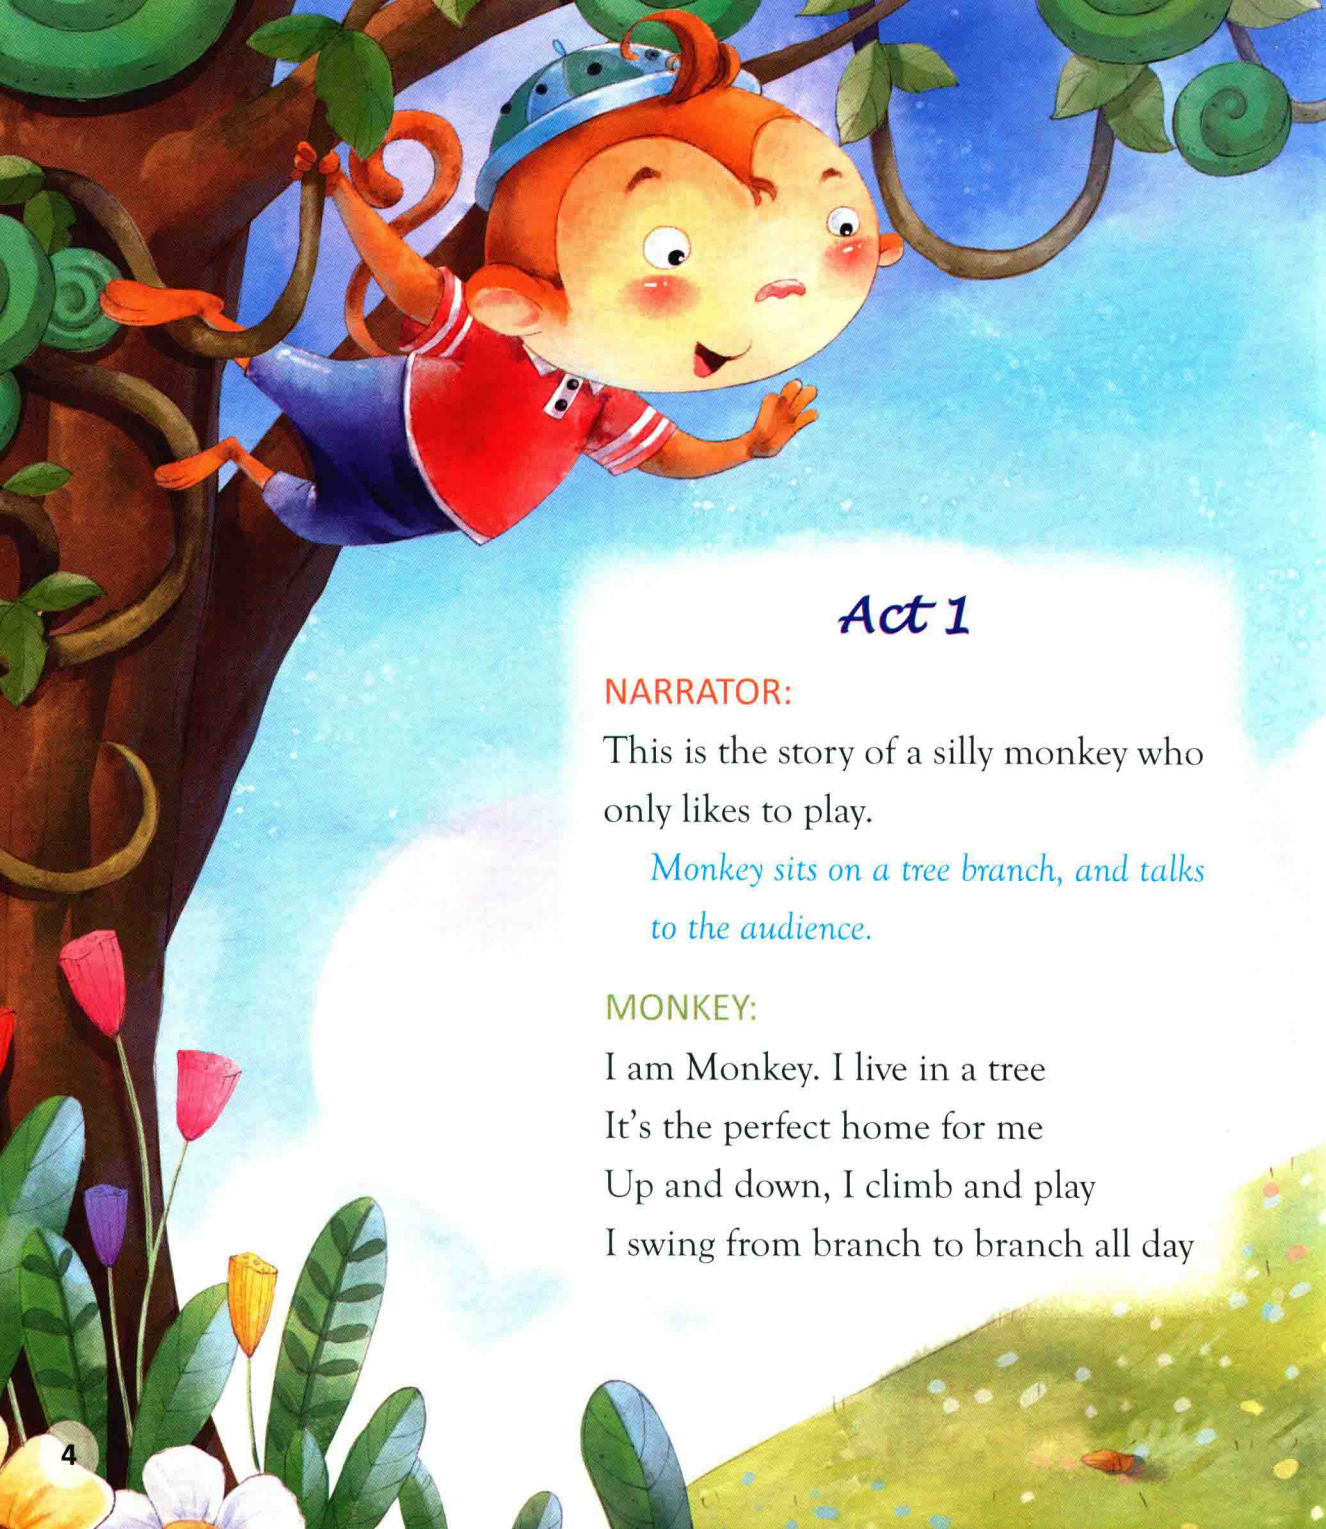 Act 1
NARRATOR:
This is the story of a silly monkey who
only likes to play.
Monkey sits on a tree branch, and talks
to the audience.
MONKEY:
I am Monkey. I live in a tree
It's the perfect home for me
Up and down, I climb and play
I swing from branch to branch all day
4